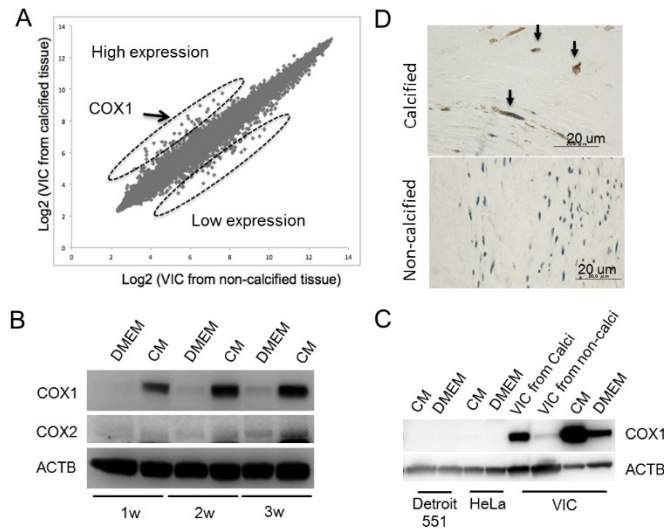 A
Log2 (VIC from calcified tissue)
14
12
10
8
6
4
2
0
0 2 4 6 8 10 12 14
High expression
COX1
Low expression
Log2 (VIC from non-calcified tissue)
D
Calcified
20 um
Non-calcified
20 um
B
DMEM CM DMEM CM DMEM CM
COX1
COX2
ACTB
1w 2w 3w
C
CM DMEM CM DMEM VIC from Calci VIC from non-calci CM DMEM
COX1
ACTB
Detroit 551 HeLa VIC